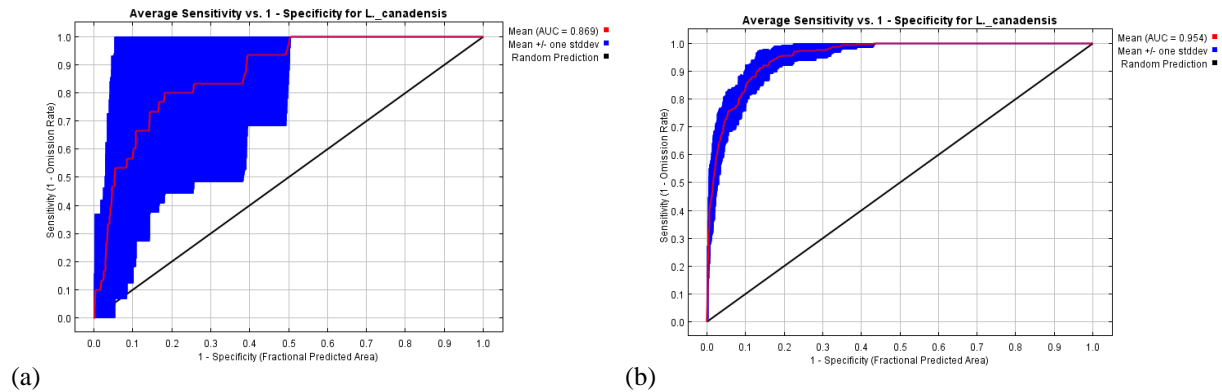 Average Sensitivity vs. 1 - Specificity for L._canadensis
Mean (AUC = 0.869)
Mean +/- one stddev
Random Prediction
Sensitivity (1 - Omission Rate)
1.0
0.9
0.8
0.7
0.6
0.5
0.4
0.3
0.2
0.1
0.0
0.0 0.1 0.2 0.3 0.4 0.5 0.6 0.7 0.8 0.9 1.0
1 - Specificity (Fractional Predicted Area)
(a)
Average Sensitivity vs. 1 - Specificity for L._canadensis
Mean (AUC = 0.954)
Mean +/- one stddev
Random Prediction
Sensitivity (1 - Omission Rate)
1.0
0.9
0.8
0.7
0.6
0.5
0.4
0.3
0.2
0.1
0.0
0.0 0.1 0.2 0.3 0.4 0.5 0.6 0.7 0.8 0.9 1.0
1 - Specificity (Fractional Predicted Area)
(b)